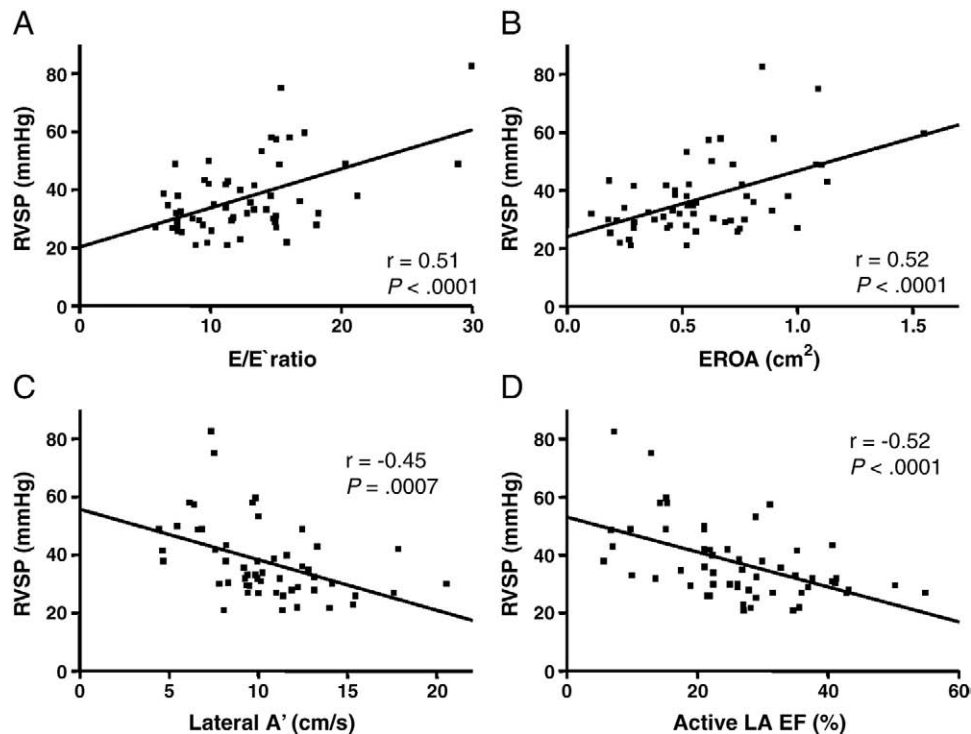 A
RVSP (mmHg)
80
60
40
20
0
0 10 20 30
E/E`ratio
r = 0.51
P < .0001
B
RVSP (mmHg)
80
60
40
20
0
0.0 0.5 1.0 1.5
EROA (cm²)
r = 0.52
P < .0001
C
RVSP (mmHg)
80
60
40
20
0
0 5 10 15 20
Lateral A' (cm/s)
r = -0.45
P = .0007
D
RVSP (mmHg)
80
60
40
20
0
0 20 40 60
Active LA EF (%)
r = -0.52
P < .0001